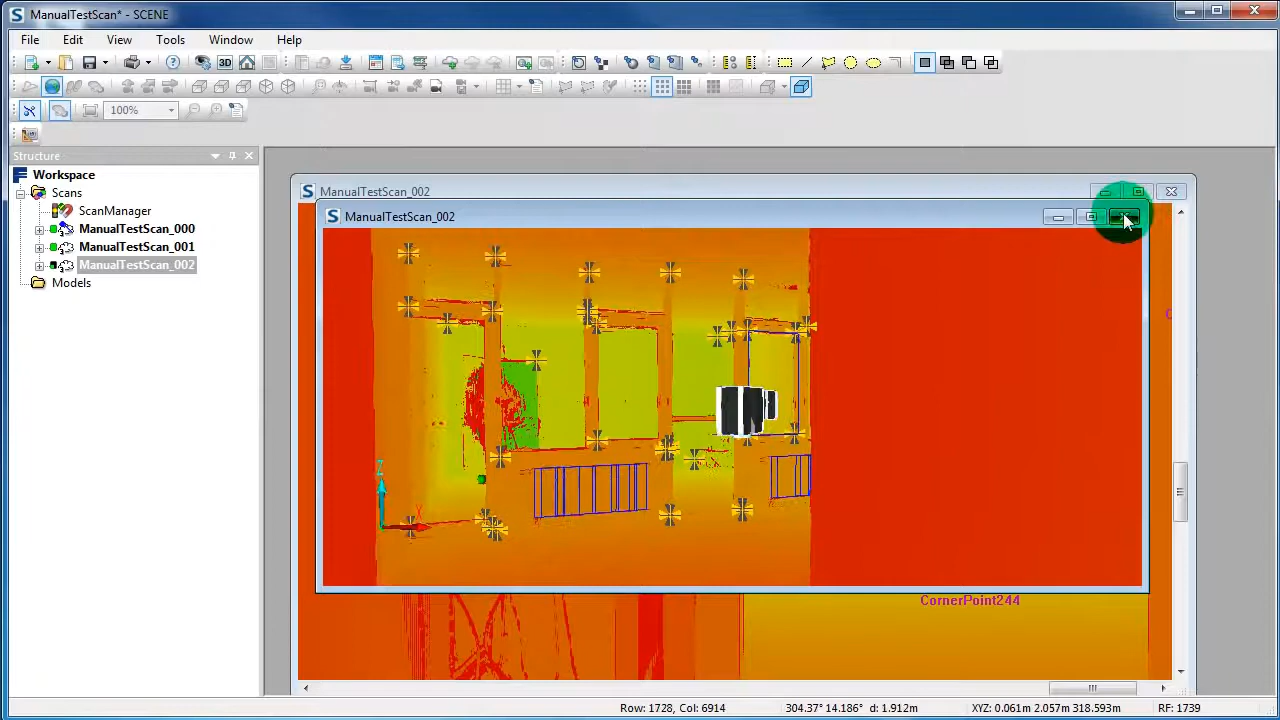 ManualTestScan* - SCENE
File Edit View Tools Window Help
3D
100%
Structure
Workspace
Scans
ScanManager
ManualTestScan_000
ManualTestScan_001
ManualTestScan_002
Models
ManualTestScan_002
ManualTestScan_002
Z
X
C
CornerPoint244
Row: 1728, Col: 6914 304.37° 14.186° d: 1.912m XYZ: 0.061m 2.057m 318.593m RF: 1739